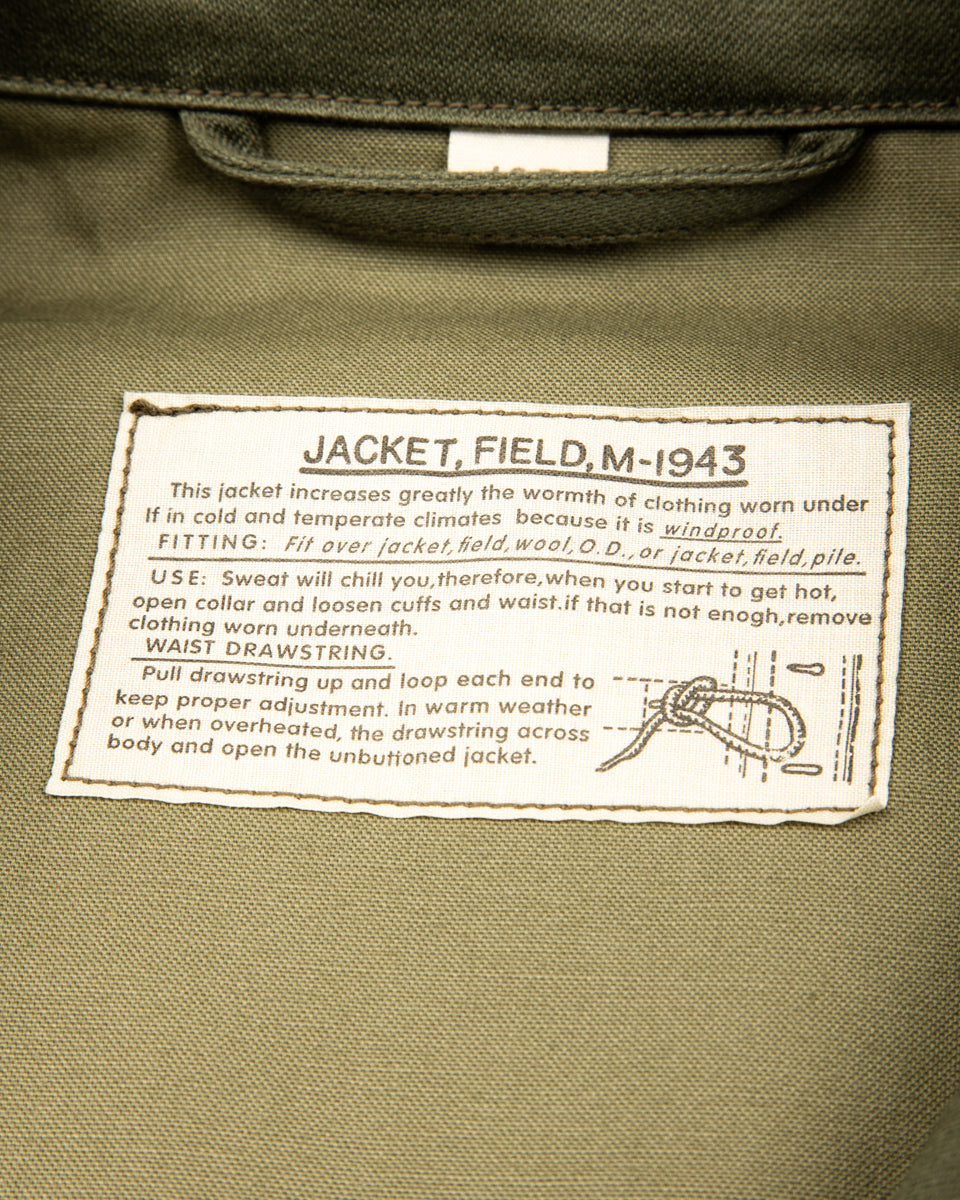 JACKET, FIELD, M-1943
This jacket increases greatly the wormth of clothing worn under
If in cold and temperate climates because it is windproof.
FITTING: Fit over jacket, field, wool, O.D., or jacket, field, pile.
USE: Sweat will chill you, therefore, when you start to get hot,
open collar and loosen cuffs and waist. if that is not enogh, remove
clothing worn underneath.
WAIST DRAWSTRING.
Pull drawstring up and loop each end to
keep proper adjustment. In warm weather
or when overheated, the drawstring across
body and open the unbutioned jacket.